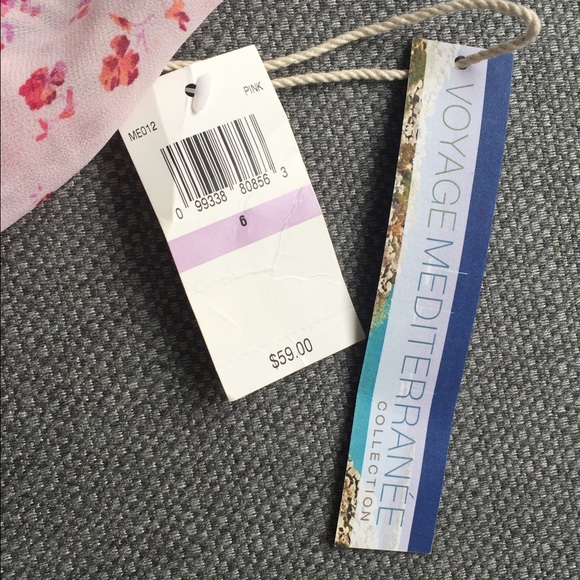 ME012
PINK
0 99338 80856 3
6
$59.00
VOYAGE MEDITERRANÉE
COLLECTION